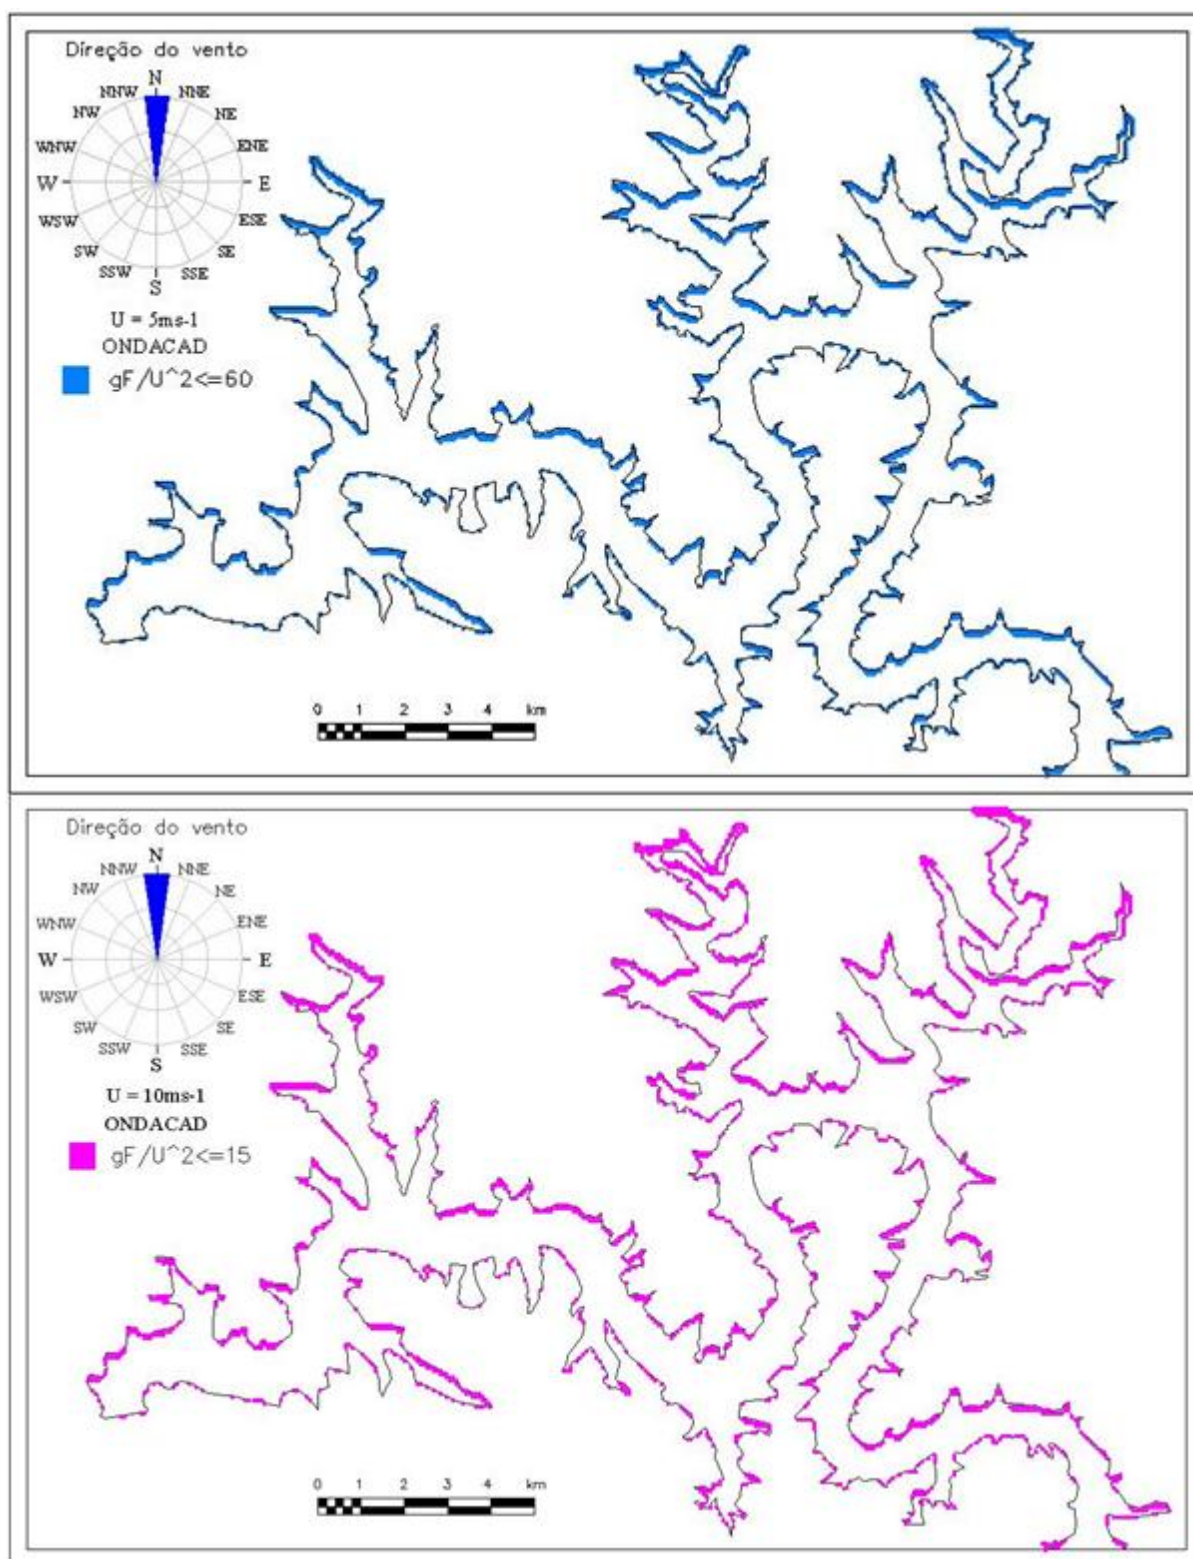 Direção do vento
N
NNW NNE
NW NE
WNW ENE
W E
WSW ESE
SW SE
SSW SSE
S
U = 5ms-1
ONDACAD
gF/U^2<=60
0 1 2 3 4 km
Direção do vento
N
NNW NNE
NW NE
WNW ENE
W E
WSW ESE
SW SE
SSW SSE
S
U = 10ms-1
ONDACAD
gF/U^2<=15
0 1 2 3 4 km